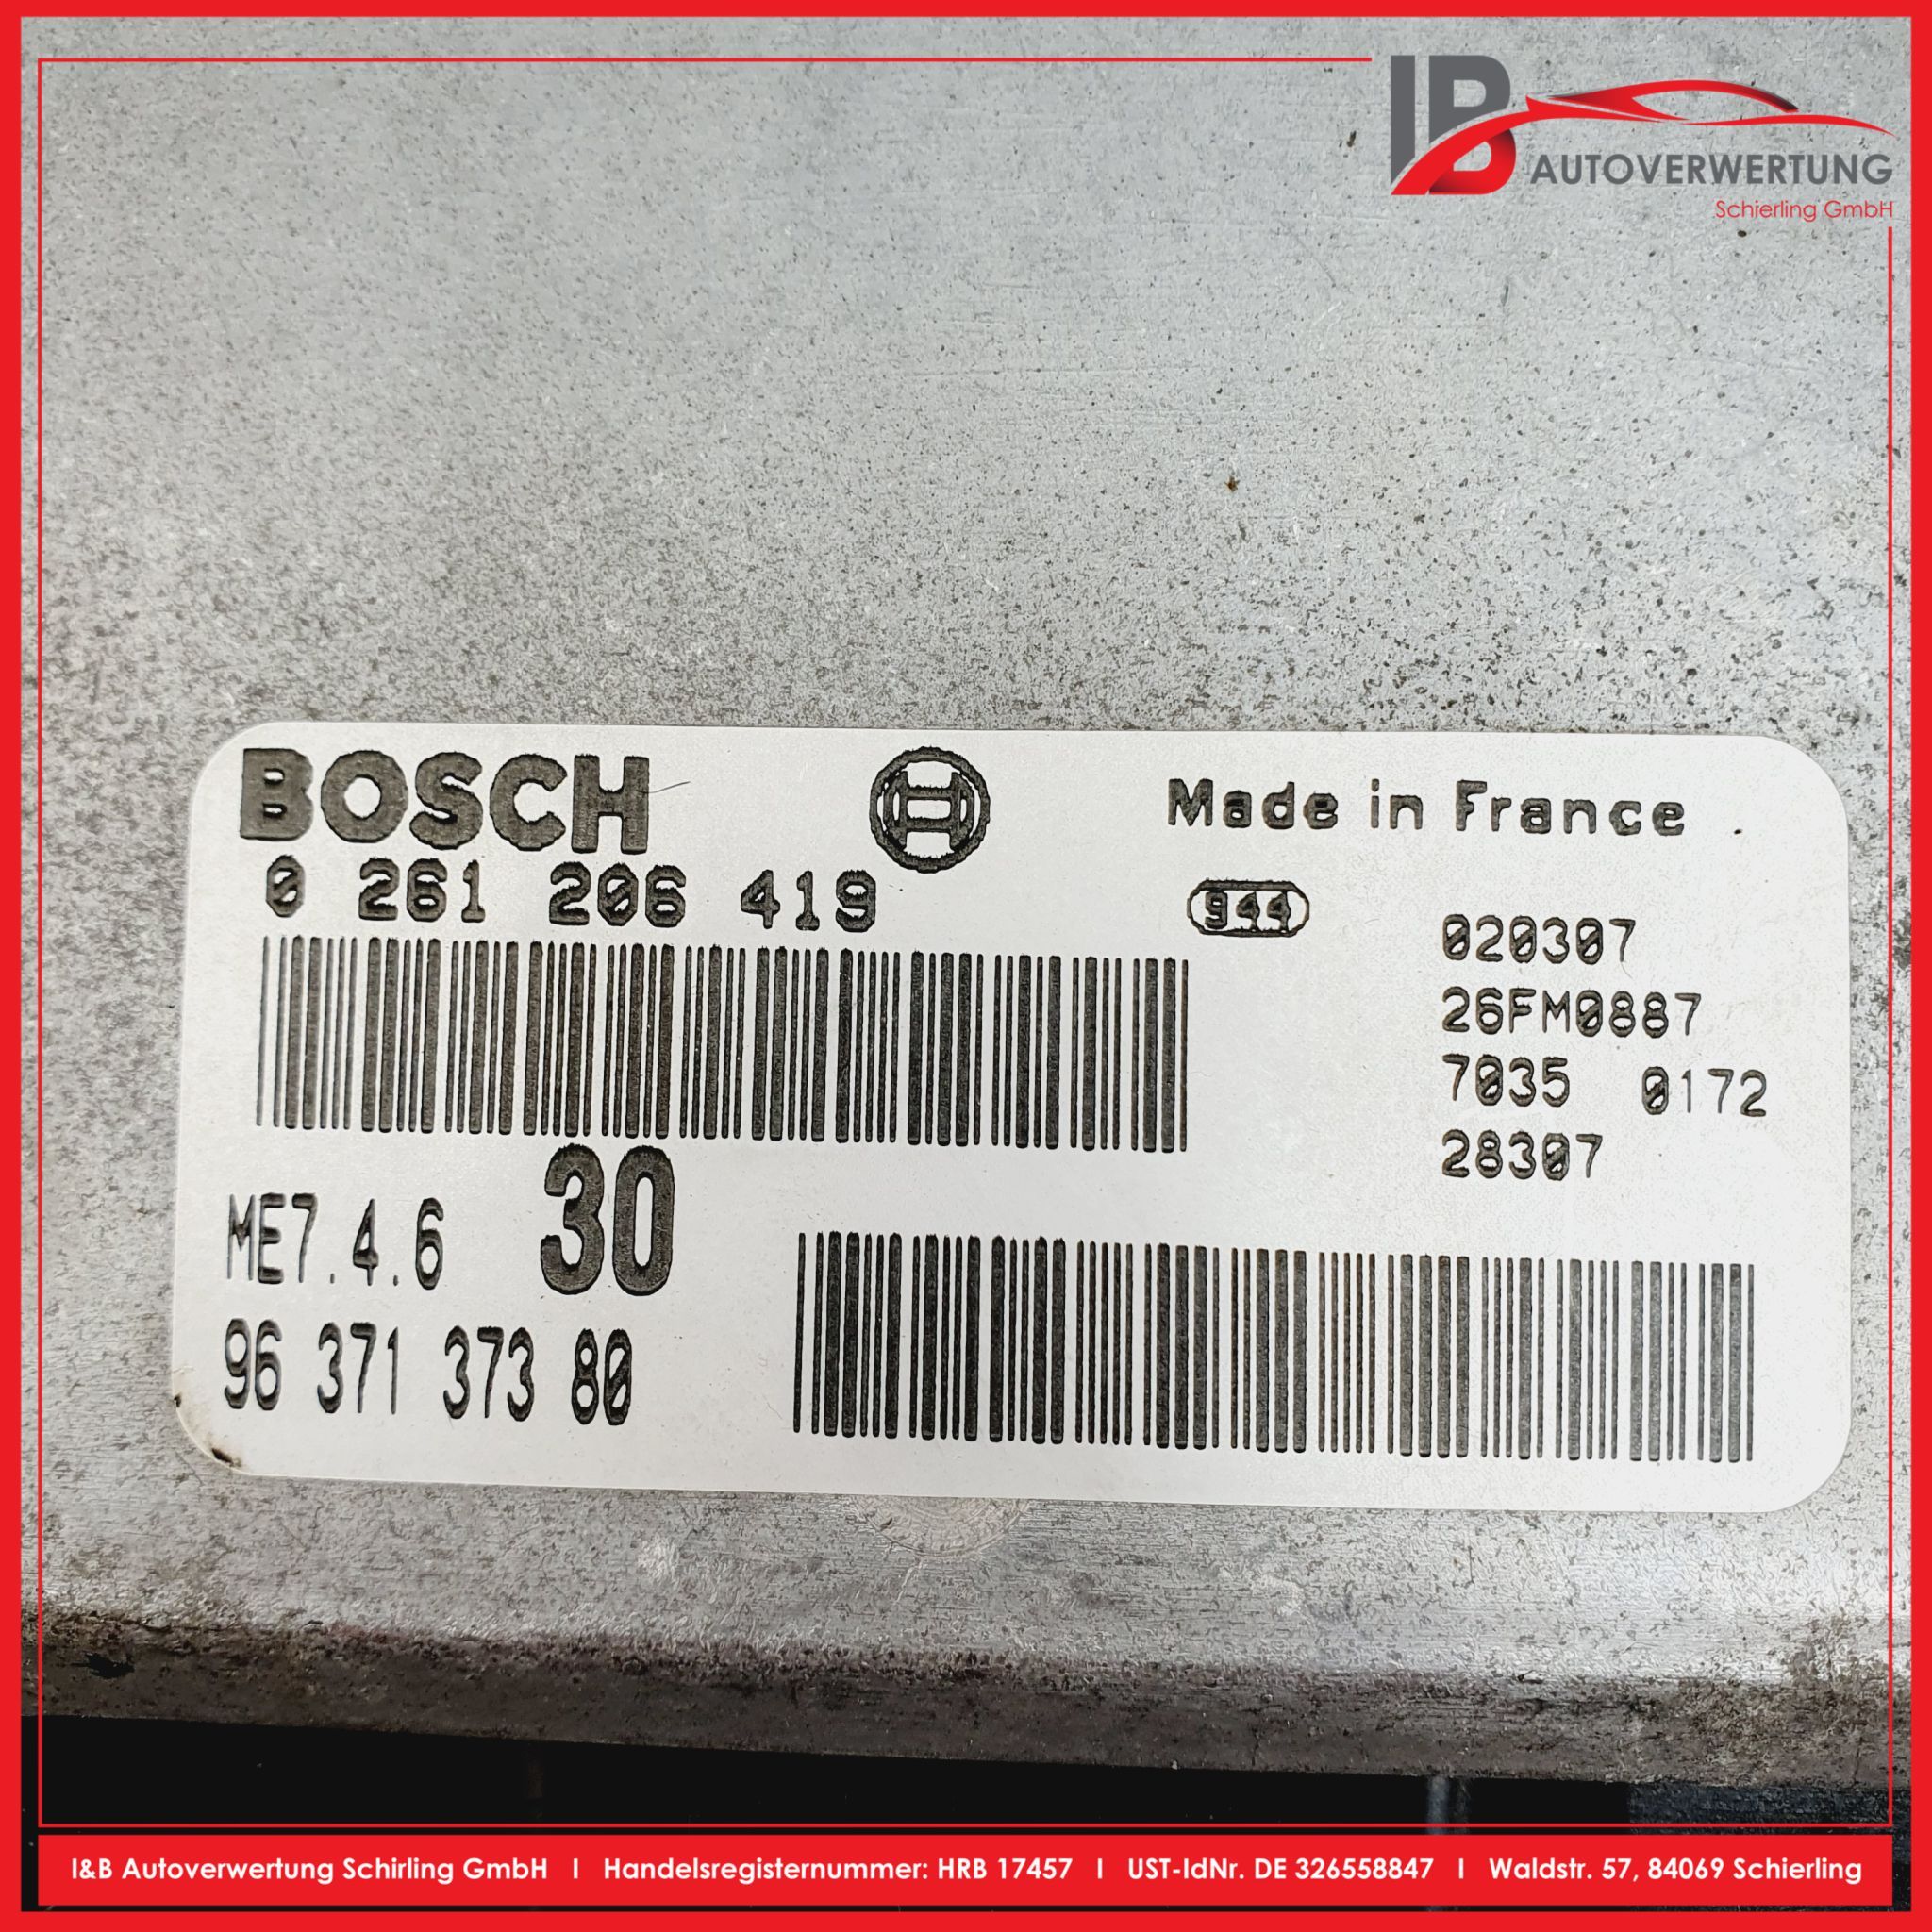 IB
AUTOVERWERTUNG
Schierling GmbH
BOSCH
Made in France
0 261 206 419
944
020307
26FM0887
7035 0172
28307
ME7.4.6
30
96 371 373 80
I&B Autoverwertung Schirling GmbH I Handelsregisternummer: HRB 17457 I UST-IdNr. DE 326558847 I Waldstr. 57, 84069 Schierling